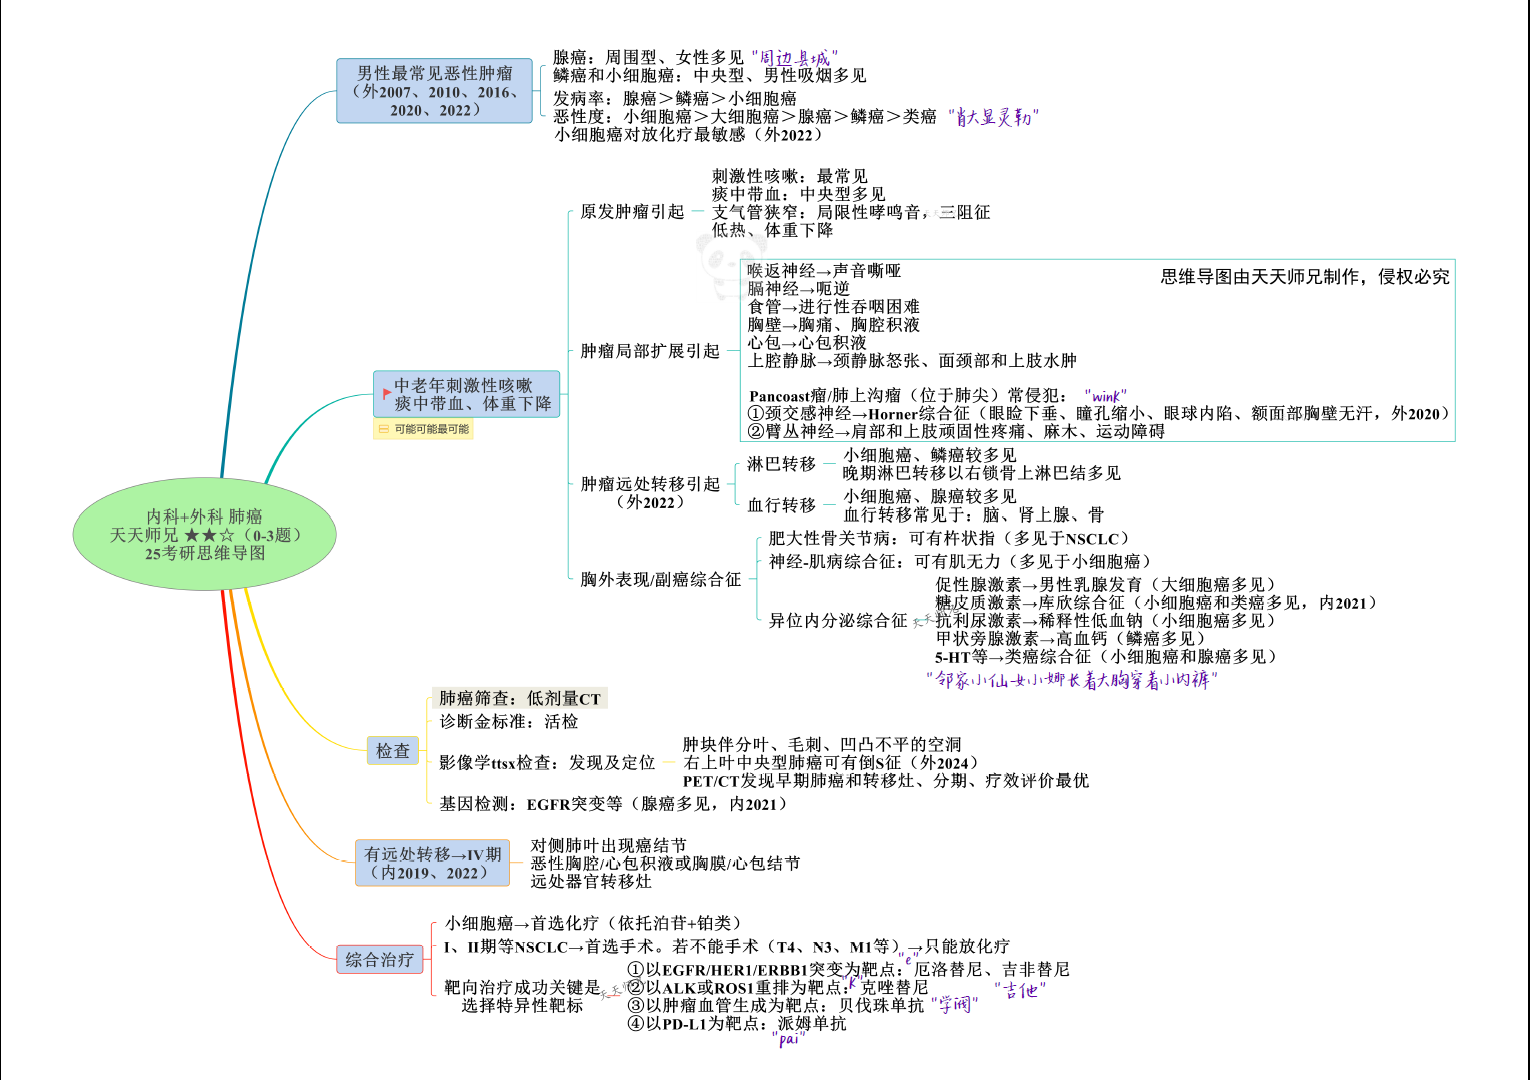 内科+外科 肺癌
天天师兄 ★★☆（0-3题）
25考研思维导图
男性最常见恶性肿瘤
（外2007、2010、2016、
2020、2022）
腺癌：周围型、女性多见 "周边县城"
鳞癌和小细胞癌：中央型、男性吸烟多见
发病率：腺癌＞鳞癌＞小细胞癌
恶性度：小细胞癌＞大细胞癌＞腺癌＞鳞癌＞类癌 "肖大显灵勒"
小细胞癌对放化疗最敏感（外2022）
中老年刺激性咳嗽
痰中带血、体重下降
可能可能最可能
原发肿瘤引起
刺激性咳嗽：最常见
痰中带血：中央型多见
支气管狭窄：局限性哮鸣音，三阻征
低热、体重下降
肿瘤局部扩展引起
思维导图由天天师兄制作，侵权必究
喉返神经→声音嘶哑
膈神经→呃逆
食管→进行性吞咽困难
胸壁→胸痛、胸腔积液
心包→心包积液
上腔静脉→颈静脉怒张、面颈部和上肢水肿
Pancoast瘤/肺上沟瘤（位于肺尖）常侵犯： "wink"
①颈交感神经→Horner综合征（眼睑下垂、瞳孔缩小、眼球内陷、额面部胸壁无汗，外2020）
②臂丛神经→肩部和上肢顽固性疼痛、麻木、运动障碍
肿瘤远处转移引起
（外2022）
淋巴转移
小细胞癌、鳞癌较多见
晚期淋巴转移以右锁骨上淋巴结多见
血行转移
小细胞癌、腺癌较多见
血行转移常见于：脑、肾上腺、骨
胸外表现/副癌综合征
肥大性骨关节病：可有杵状指（多见于NSCLC）
神经-肌病综合征：可有肌无力（多见于小细胞癌）
异位内分泌综合征
促性腺激素→男性乳腺发育（大细胞癌多见）
糖皮质激素→库欣综合征（小细胞癌和类癌多见，内2021）
抗利尿激素→稀释性低血钠（小细胞癌多见）
甲状旁腺激素→高血钙（鳞癌多见）
5-HT等→类癌综合征（小细胞癌和腺癌多见）
"邻家小仙女小娜长着大胸穿着小内裤"
检查
肺癌筛查：低剂量CT
诊断金标准：活检
影像学ttsx检查：发现及定位
肿块伴分叶、毛刺、凹凸不平的空洞
右上叶中央型肺癌可有倒S征（外2024）
PET/CT发现早期肺癌和转移灶、分期、疗效评价最优
基因检测：EGFR突变等（腺癌多见，内2021）
有远处转移→IV期
（内2019、2022）
对侧肺叶出现癌结节
恶性胸腔/心包积液或胸膜/心包结节
远处器官转移灶
综合治疗
小细胞癌→首选化疗（依托泊苷+铂类）
I、II期等NSCLC→首选手术。若不能手术（T4、N3、M1等）→只能放化疗
靶向治疗成功关键是
选择特异性靶标
"e"
①以EGFR/HER1/ERBB1突变为靶点：厄洛替尼、吉非替尼
"K"
②以ALK或ROS1重排为靶点：克唑替尼 "吉他"
③以肿瘤血管生成为靶点：贝伐珠单抗
④以PD-L1为靶点：派姆单抗
"pai"